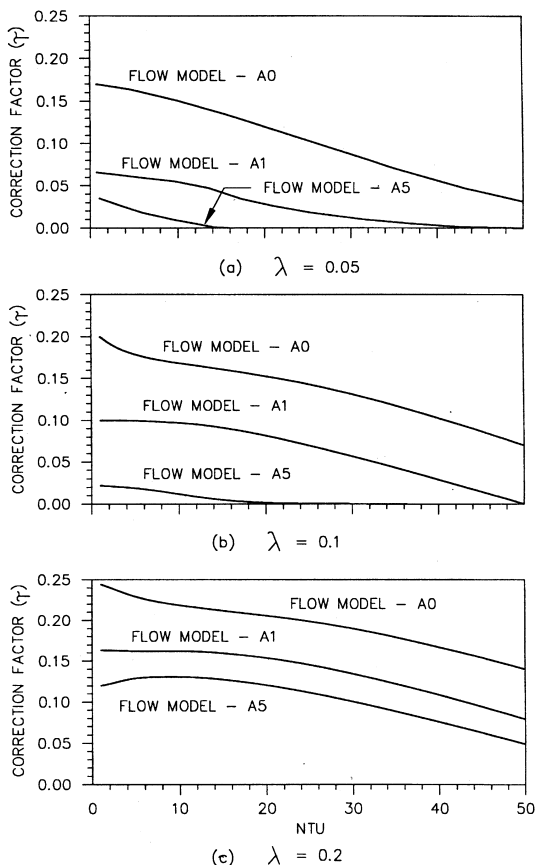 0.25
0.20
0.15
0.10
0.05
0.00
CORRECTION FACTOR (γ)
FLOW MODEL – A0
FLOW MODEL – A1
FLOW MODEL – A5
(a) λ = 0.05
0.25
0.20
0.15
0.10
0.05
0.00
CORRECTION FACTOR (γ)
FLOW MODEL – A0
FLOW MODEL – A1
FLOW MODEL – A5
(b) λ = 0.1
0.25
0.20
0.15
0.10
0.05
0.00
CORRECTION FACTOR (γ)
FLOW MODEL – A0
FLOW MODEL – A1
FLOW MODEL – A5
0 10 20 30 40 50
NTU
(c) λ = 0.2